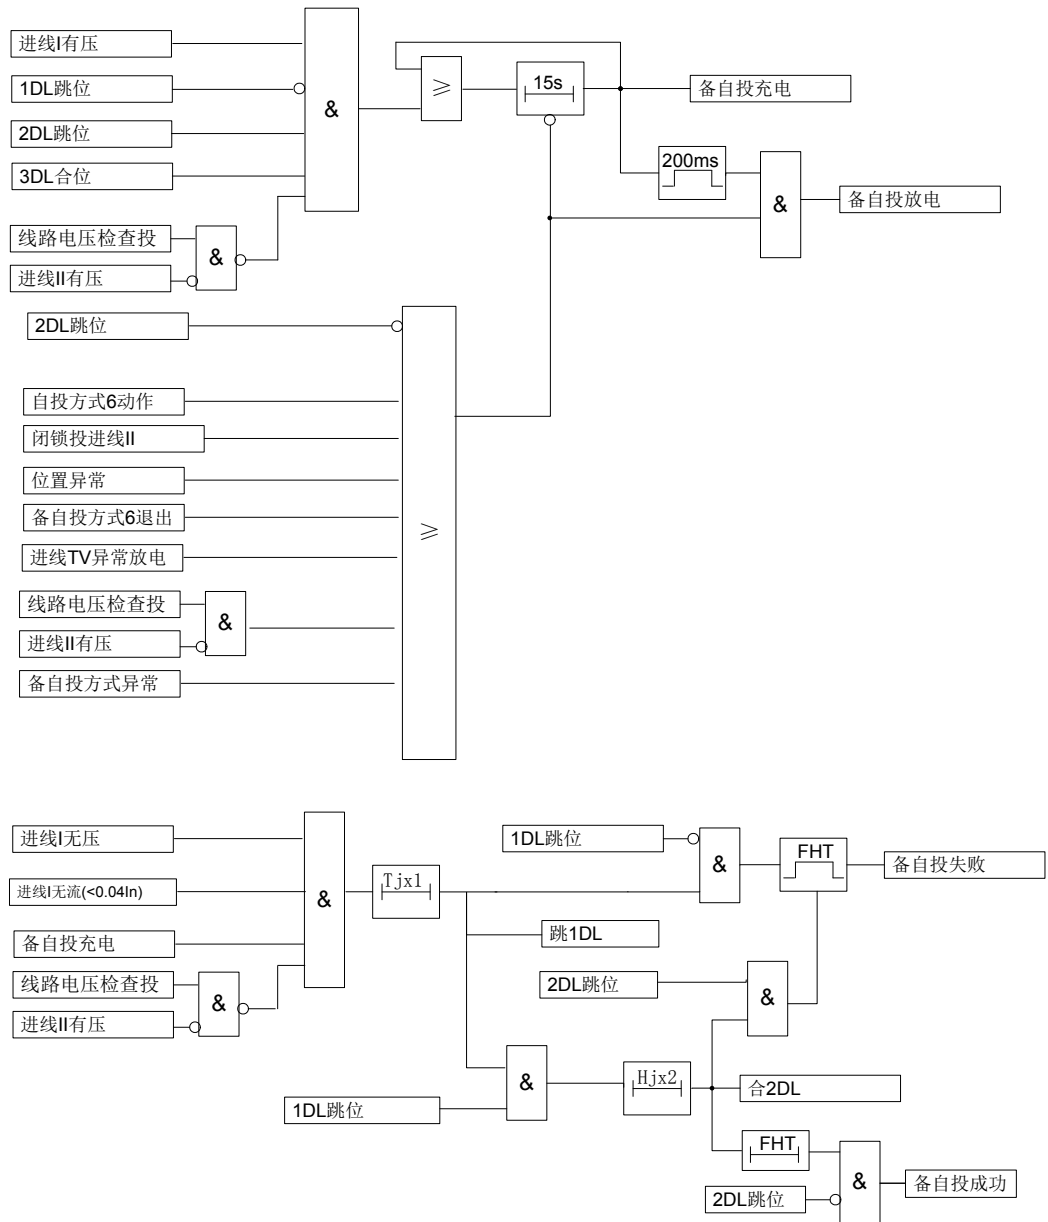 进线I有压
1DL跳位
2DL跳位
3DL合位
线路电压检查投
进线II有压
&
&
≥
15s
备自投充电
200ms
&
备自投放电
2DL跳位
自投方式6动作
闭锁投进线II
位置异常
备自投方式6退出
进线TV异常放电
线路电压检查投
进线II有压
&
备自投方式异常
≥
进线I无压
进线I无流(<0.04In)
备自投充电
线路电压检查投
进线II有压
&
&
Tjx1
1DL跳位
&
FHT
备自投失败
跳1DL
2DL跳位
&
1DL跳位
&
Hjx2
合2DL
FHT
2DL跳位
&
备自投成功